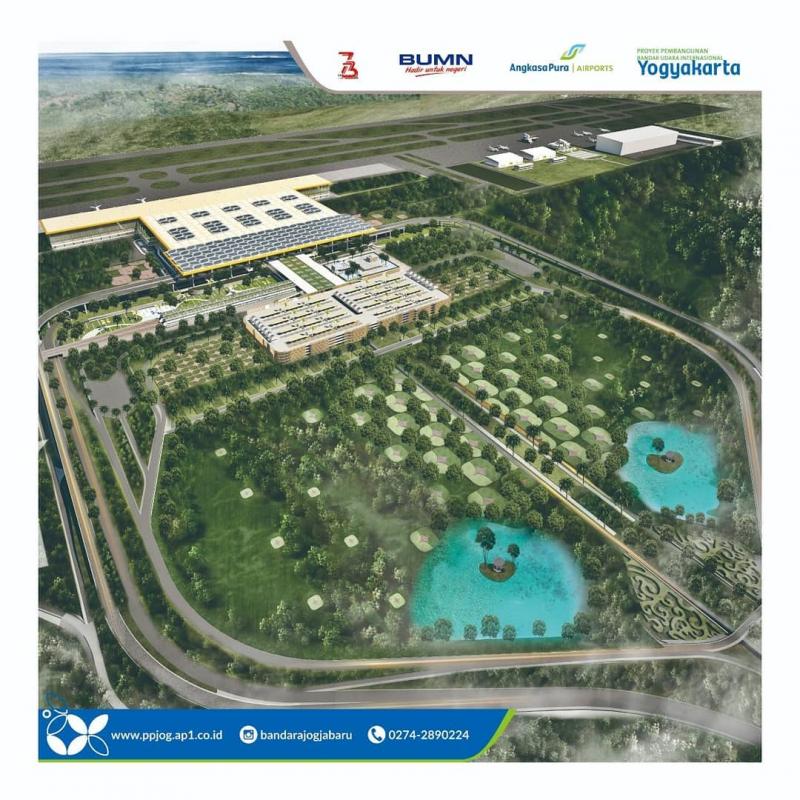 BUMN
Hadir untuk negeri
AngkasaPura | AIRPORTS
PROYEK PEMBANGUNAN
BANDAR UDARA INTERNASIONAL
Yogyakarta
www.ppjog.ap1.co.id
bandarajogjabaru
0274-2890224